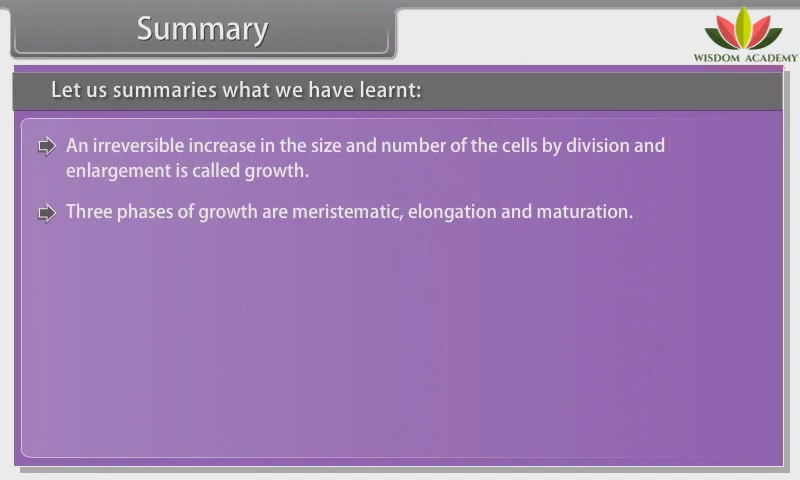 Summary
WISDOM ACADEMY
Let us summaries what we have learnt:
An irreversible increase in the size and number of the cells by division and
enlargement is called growth.
Three phases of growth are meristematic, elongation and maturation.